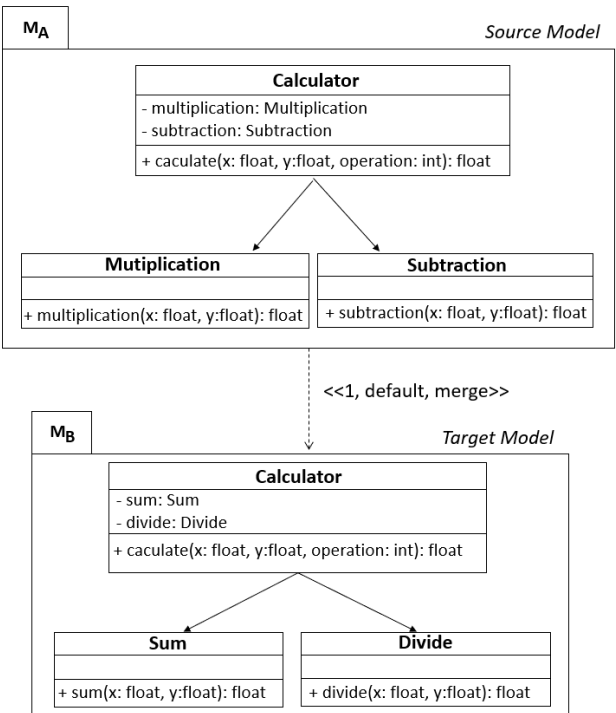 M_A
Source Model
Calculator
- multiplication: Multiplication
- subtraction: Subtraction
+ caculate(x: float, y:float, operation: int): float
Mutiplication
Subtraction
+ multiplication(x: float, y:float): float
+ subtraction(x: float, y:float): float
<<1, default, merge>>
M_B
Target Model
Calculator
- sum: Sum
- divide: Divide
+ caculate(x: float, y:float, operation: int): float
Sum
Divide
+ sum(x: float, y:float): float
+ divide(x: float, y:float): float